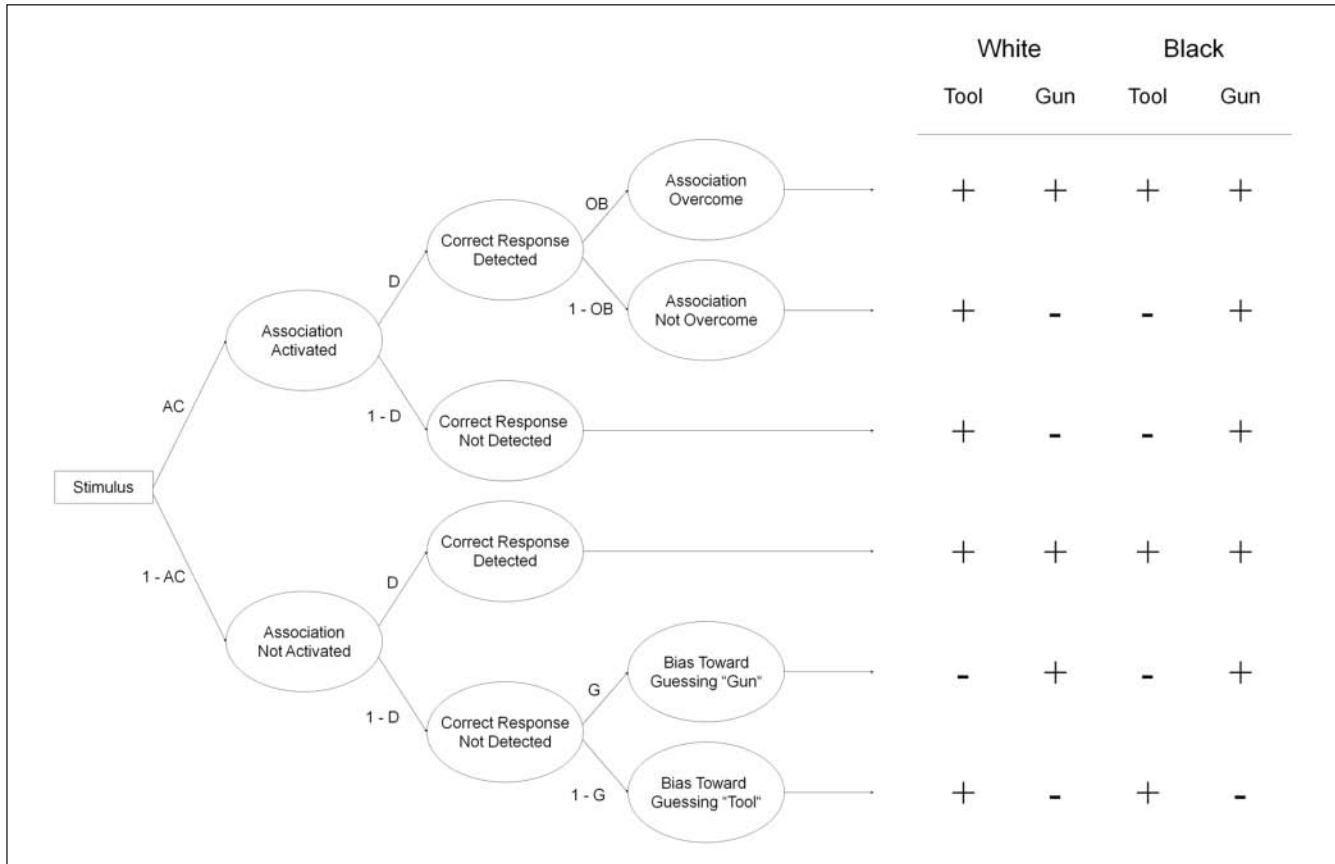 White Black
Tool Gun Tool Gun
Association
Overcome
+ + + +
OB
Correct Response
Detected
D
1 - OB
Association
Not Overcome
+ - - +
Association
Activated
AC
1 - D
Correct Response
Not Detected
+ - - +
Stimulus
Correct Response
Detected
+ + + +
1 - AC
D
Association
Not Activated
Bias Toward
Guessing "Gun"
- + - +
G
1 - D
Correct Response
Not Detected
1 - G
Bias Toward
Guessing "Tool"
+ - + -